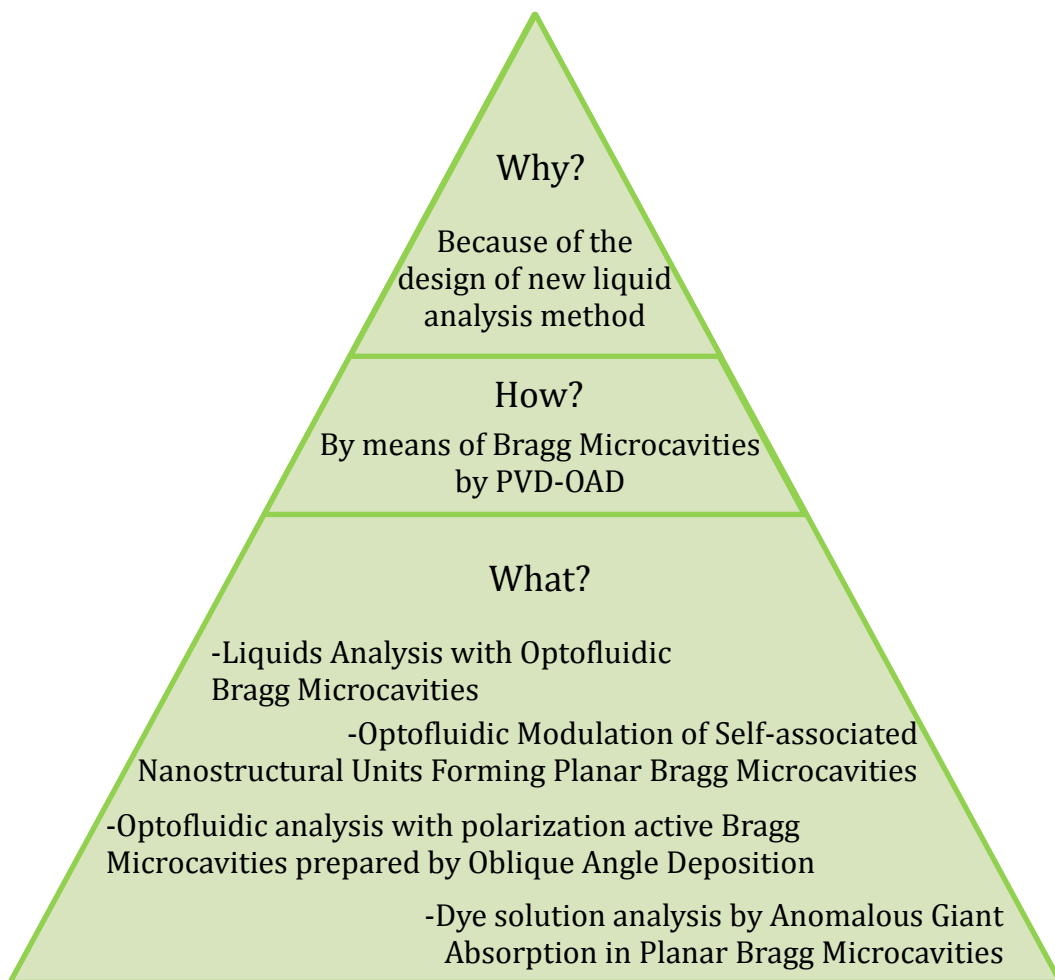 Why?
Because of the
design of new liquid
analysis method
How?
By means of Bragg Microcavities
by PVD-OAD
What?
-Liquids Analysis with Optofluidic
Bragg Microcavities
-Optofluidic Modulation of Self-associated
Nanostructural Units Forming Planar Bragg Microcavities
-Optofluidic analysis with polarization active Bragg
Microcavities prepared by Oblique Angle Deposition
-Dye solution analysis by Anomalous Giant
Absorption in Planar Bragg Microcavities